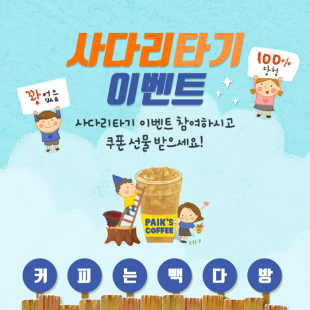 사다리타기
이벤트
100%
당첨
꽝 없음
사다리타기 이벤트 참여하시고
쿠폰 선물 받으세요!
PAIK'S
COFFEE
커 피 는 빽 다 방